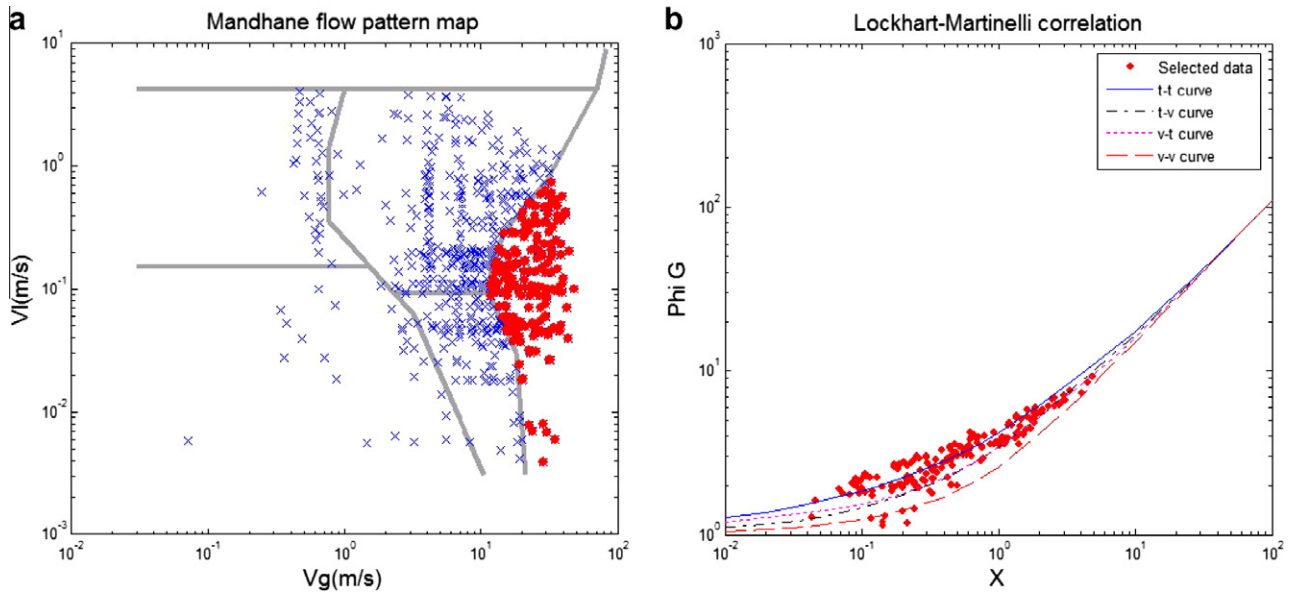 a
Mandhane flow pattern map
10^1
10^0
10^-1
10^-2
10^-3
Vl(m/s)
10^-2
10^-1
10^0
10^1
10^2
Vg(m/s)
b
Lockhart-Martinelli correlation
10^3
10^2
10^1
10^0
Phi G
Selected data
t-t curve
t-v curve
v-t curve
v-v curve
10^-2
10^-1
10^0
10^1
10^2
X